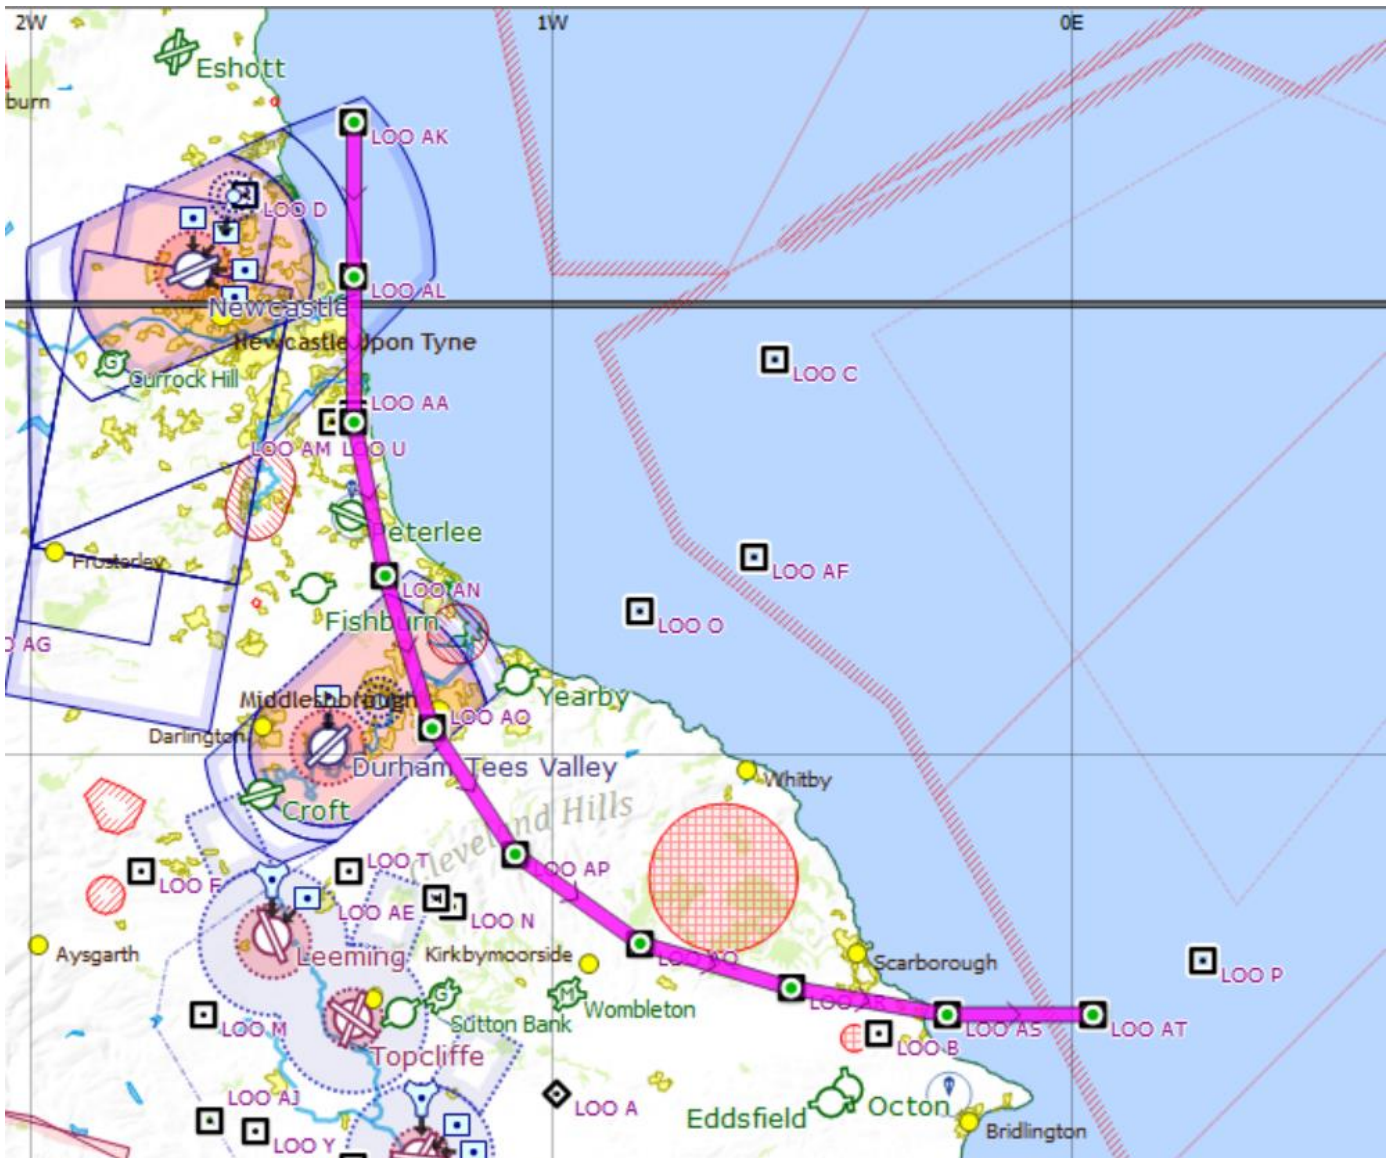 2W
1W
0E
Eshott
burn
LOO AK
LOO D
LOO AL
Newcastle
Newcastle Upon Tyne
LOO C
Currock Hill
LOO AA
LOO AM
LOO U
Peterlee
Frosterley
LOO AF
LOO AN
LOO O
Fishburn
AG
Middlesborough
Yearby
LOO AO
Darlington
Durham Tees Valley
Whitby
Croft
Cleveland Hills
LOO T
LOO AP
LOO F
LOO AE
LOO N
Aysgarth
Leeming
Kirkbymoorside
Scarborough
LOO P
Wombleton
LOO M
Sutton Bank
LOO AS
LOO AT
LOO B
Topcliffe
LOO AJ
LOO A
Eddsfield
Octon
LOO Y
Bridlington